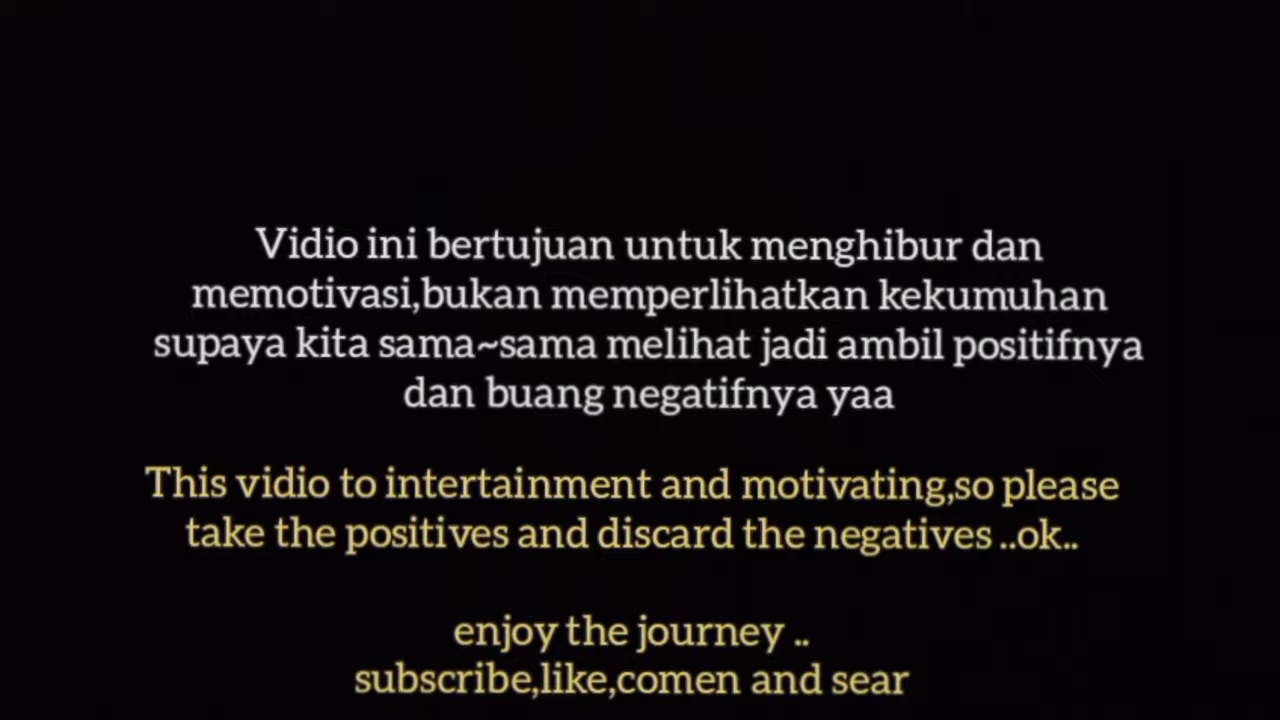 Vidio ini bertujuan untuk menghibur dan
memotivasi,bukan memperlihatkan kekumuhan
supaya kita sama~sama melihat jadi ambil positifnya
dan buang negatifnya yaa
This vidio to intertainment and motivating,so please
take the positives and discard the negatives ..ok..
enjoy the journey ..
subscribe,like,comen and sear